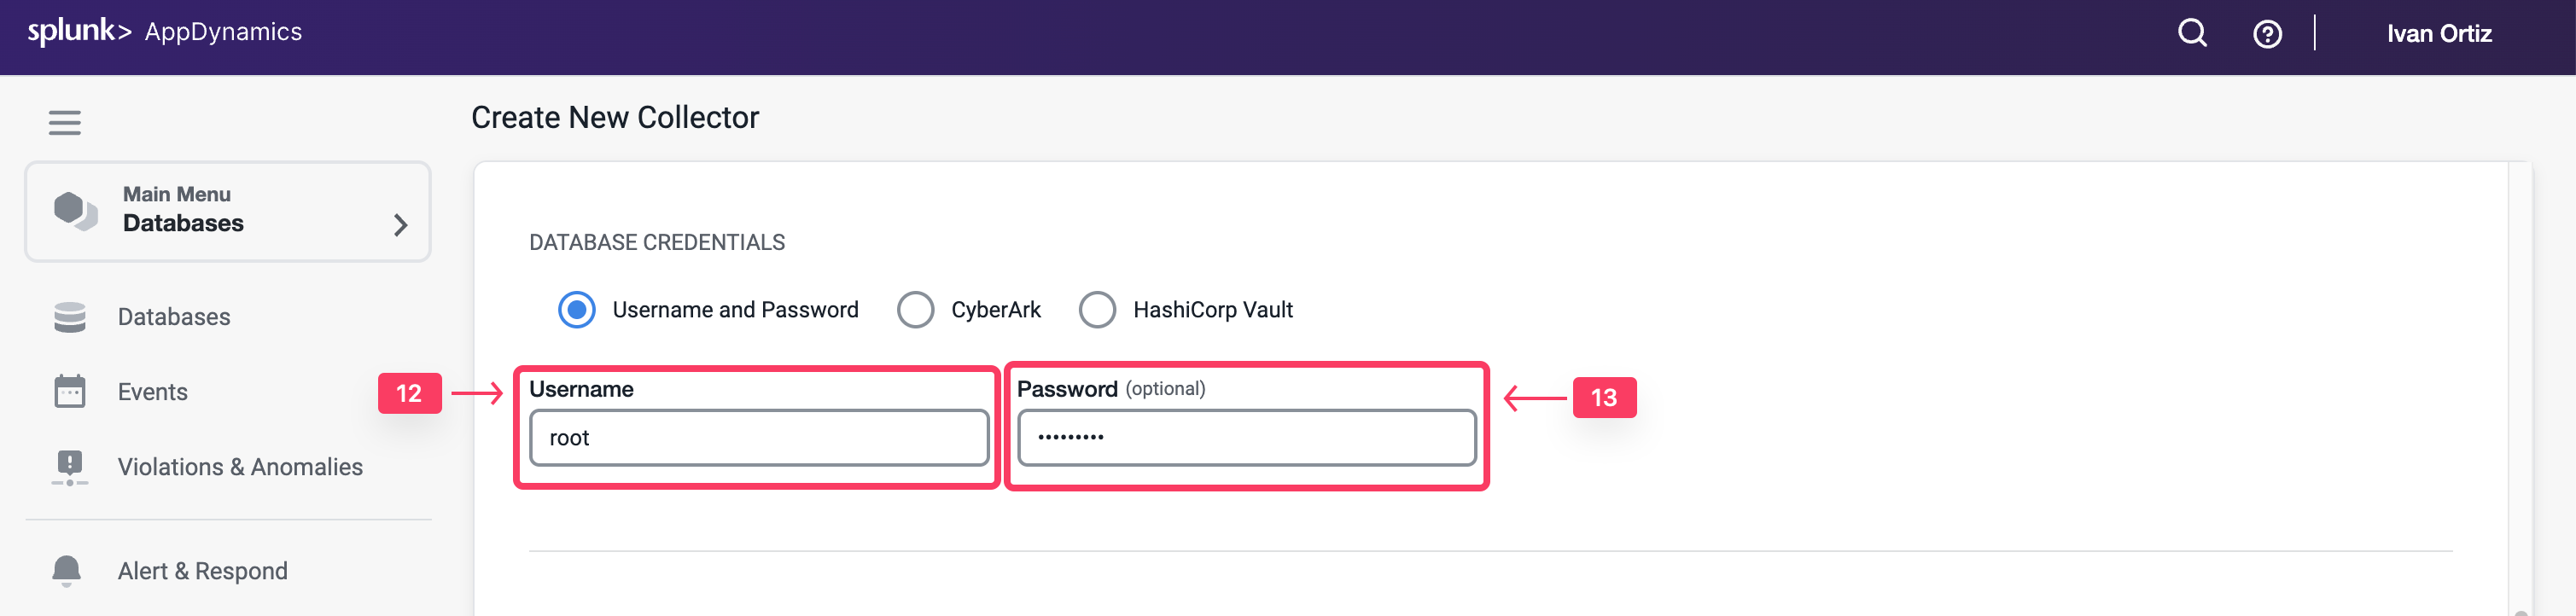 splunk> AppDynamics
Ivan Ortiz
Create New Collector
Main Menu
Databases
DATABASE CREDENTIALS
Username and Password CyberArk HashiCorp Vault
Databases
Events
Violations & Anomalies
Alert & Respond
12
Username
root
Password (optional)
•••••••••
13